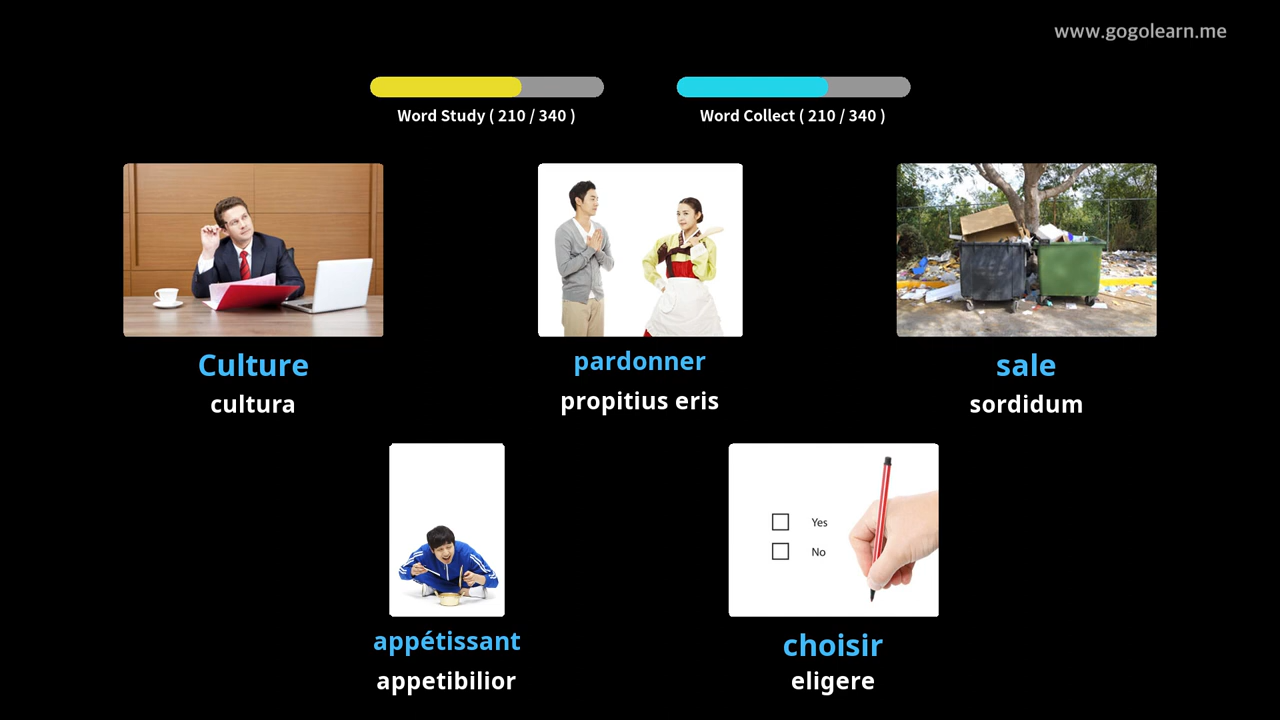 www.gogolearn.me
Word Study ( 210 / 340 )
Word Collect ( 210 / 340 )
Culture
cultura
pardonner
propitius eris
sale
sordidum
appétissant
appetibilior
Yes
No
choisir
eligere